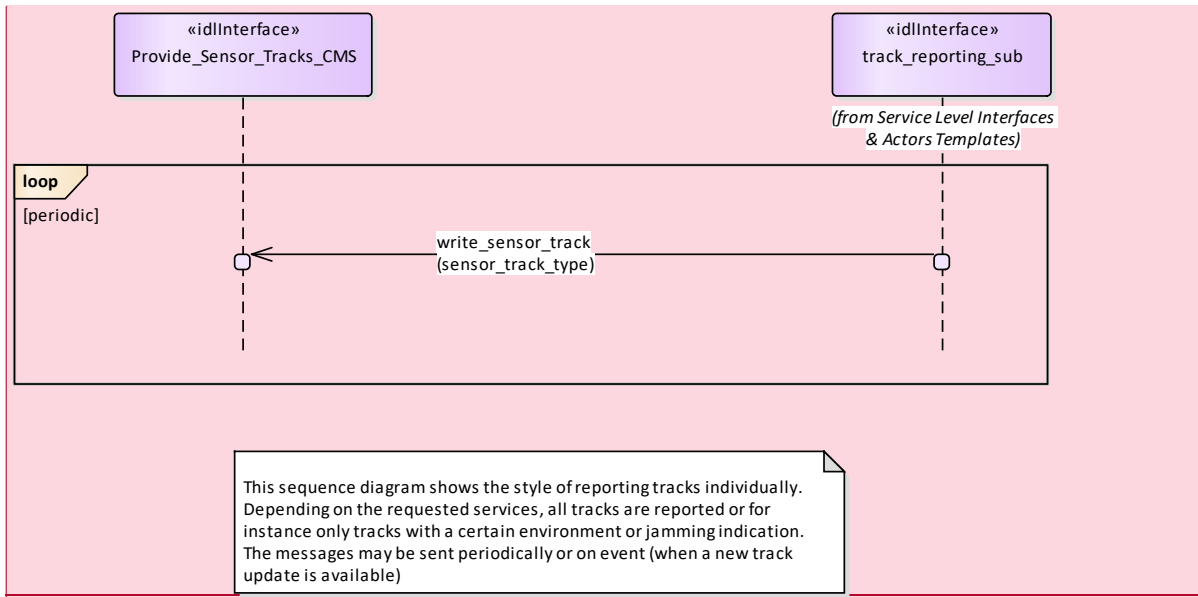 «idlInterface»
Provide_Sensor_Tracks_CMS
«idlInterface»
track_reporting_sub
(from Service Level Interfaces
& Actors Templates)
loop
[periodic]
write_sensor_track
(sensor_track_type)
This sequence diagram shows the style of reporting tracks individually.
Depending on the requested services, all tracks are reported or for
instance only tracks with a certain environment or jamming indication.
The messages may be sent periodically or on event (when a new track
update is available)